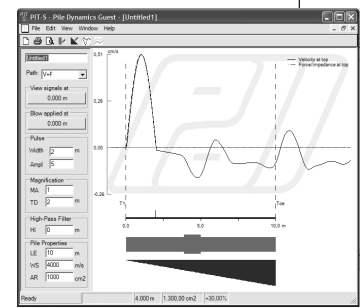 PIT-S - Pile Dynamics Guest - [Untitled1]
File Edit View Window Help
Untitled1
Path: V+F
View signals at
0,000 m
Blow applied at
0,000 m
Pulse
Width 2 m
Ampl 5
Magnification
MA 1
TD 2 m
High-Pass Filter
HI 0 m
Pile Properties
LE 10 m
WS 4000 m/s
AR 1000 cm2
0,51 cm/s
0,26
0,00
-0,26
Velocity at top
Force/Impedance at top
T1
Toe
0,0 5,0 10,0 m
Ready 4,000 m 1.300,00 cm2 +30,00%